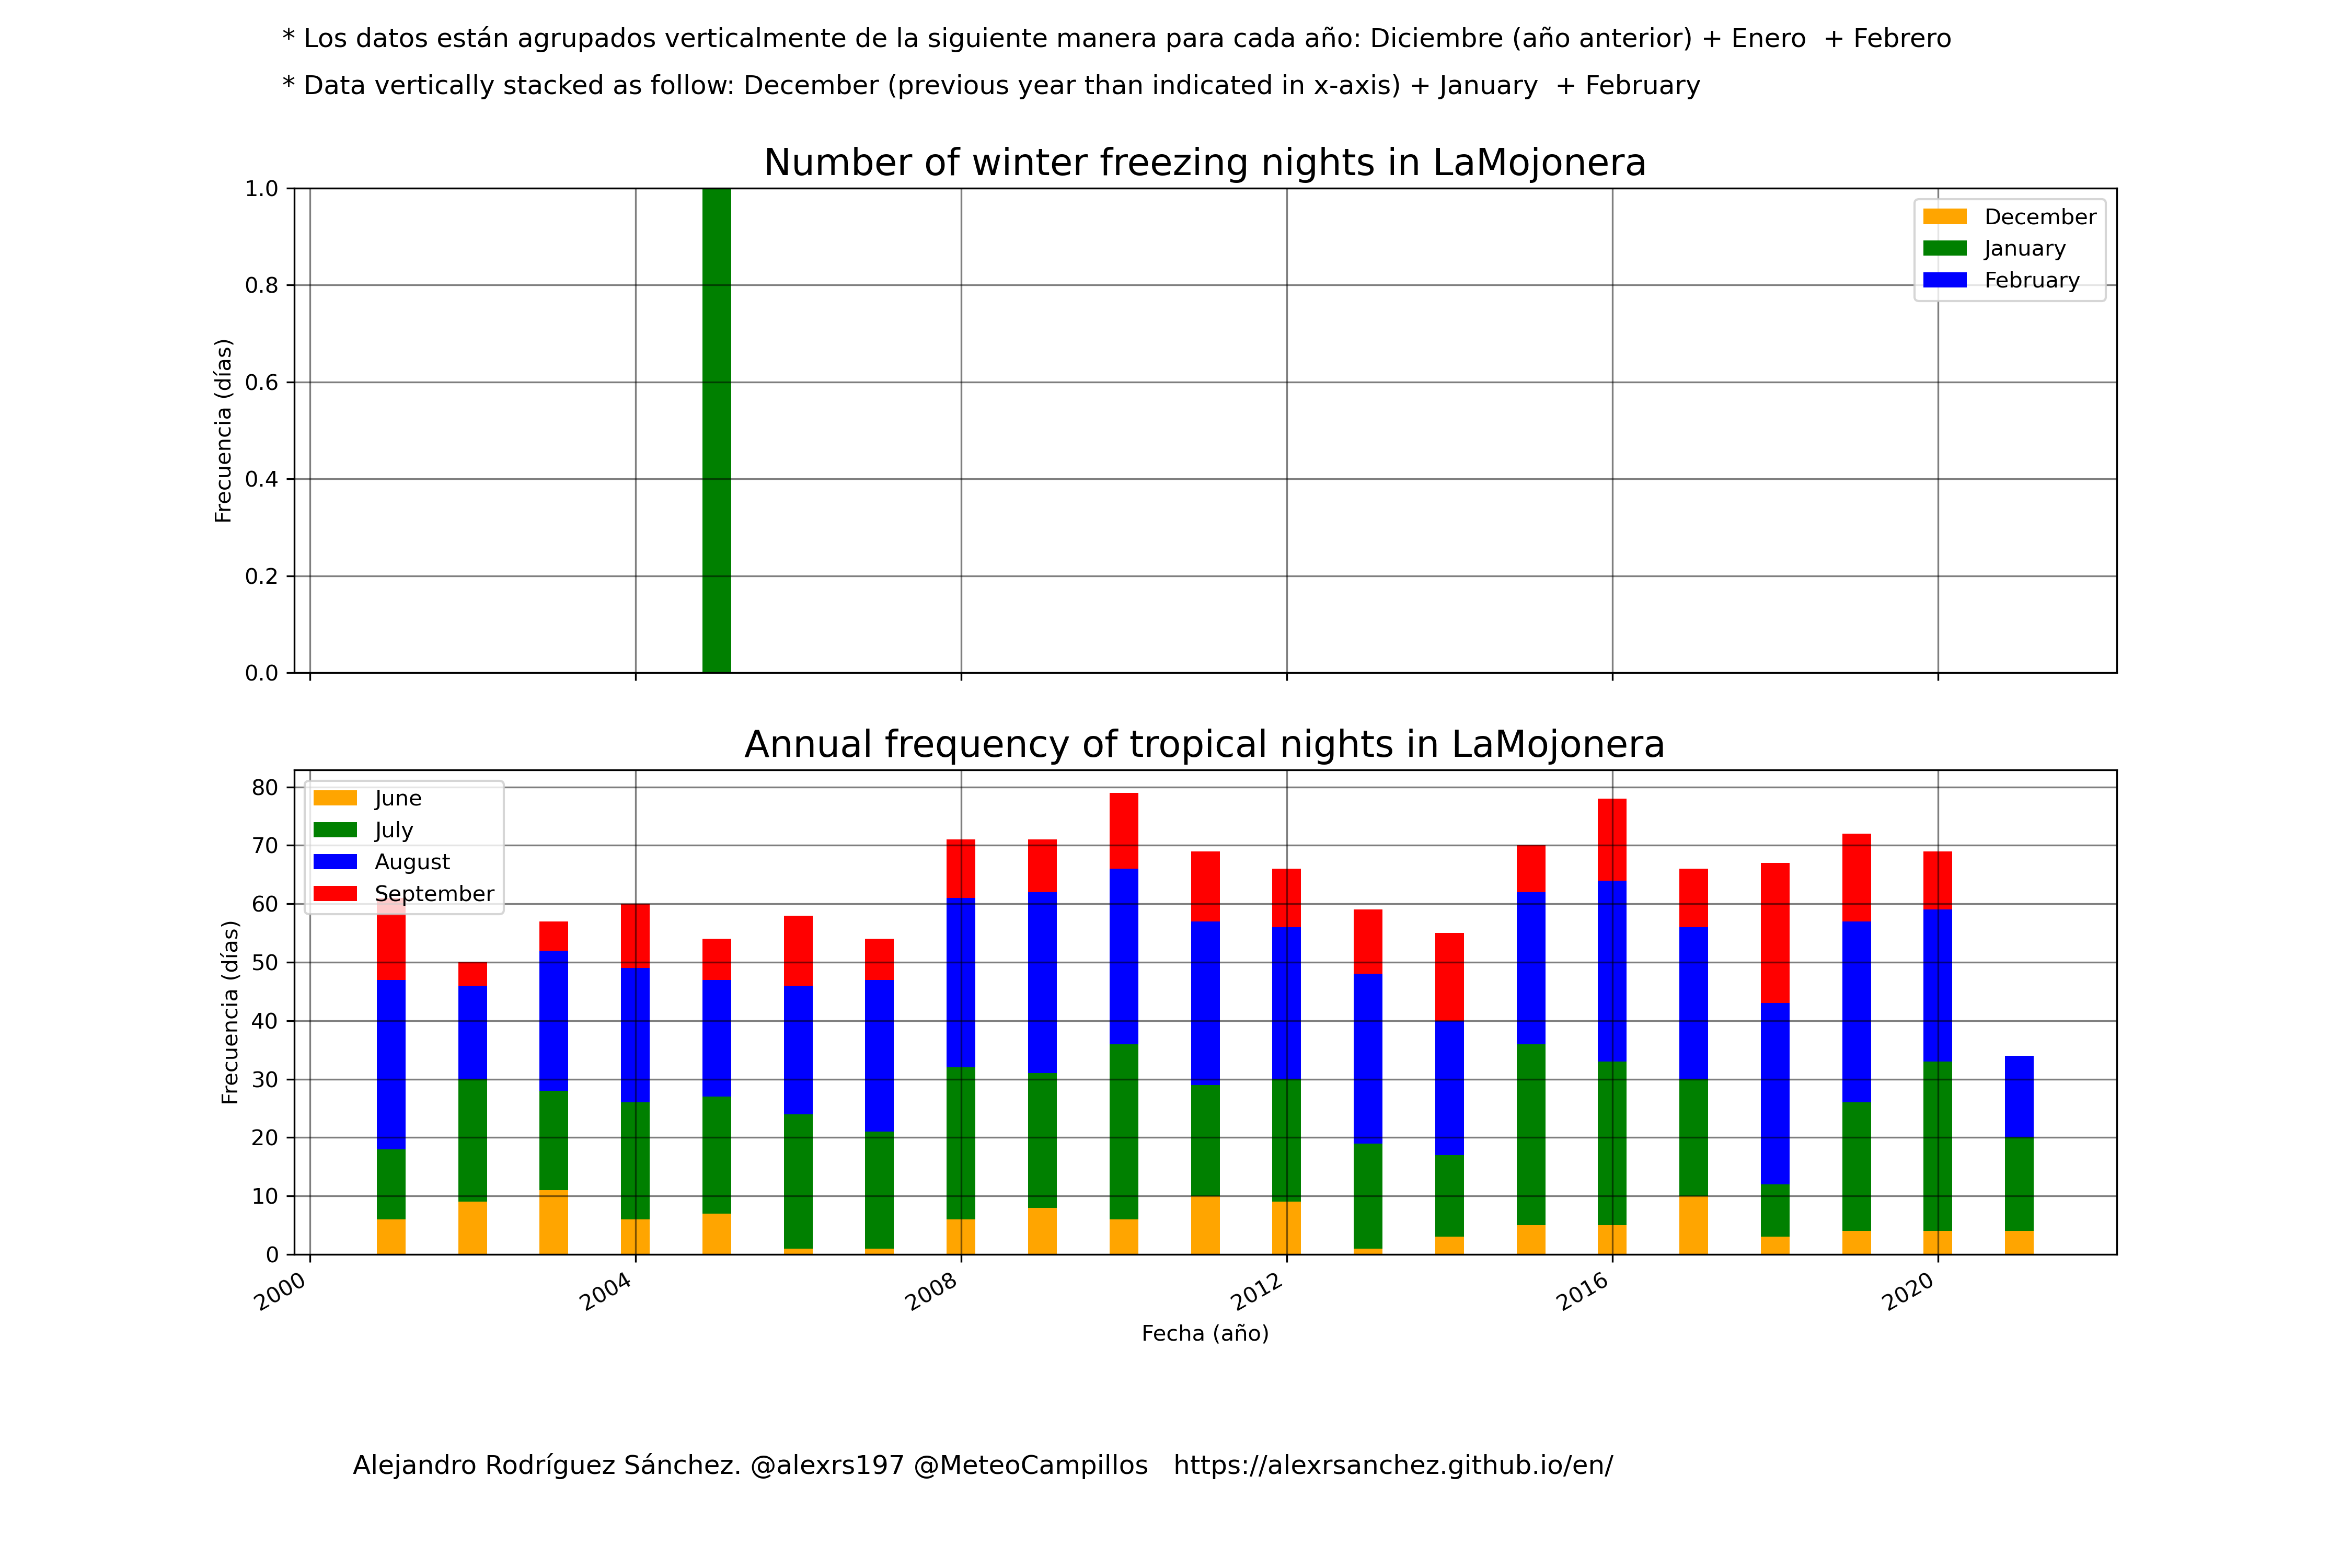 * Los datos están agrupados verticalmente de la siguiente manera para cada año: Diciembre (año anterior) + Enero  + Febrero
* Data vertically stacked as follow: December (previous year than indicated in x-axis) + January  + February
Number of winter freezing nights in LaMojonera
1.0
0.8
0.6
0.4
0.2
0.0
Frecuencia (días)
December
January
February
Annual frequency of tropical nights in LaMojonera
80
70
60
50
40
30
20
10
0
Frecuencia (días)
June
July
August
September
2000
2004
2008
2012
2016
2020
Fecha (año)
Alejandro Rodríguez Sánchez. @alexrs197 @MeteoCampillos   https://alexrsanchez.github.io/en/